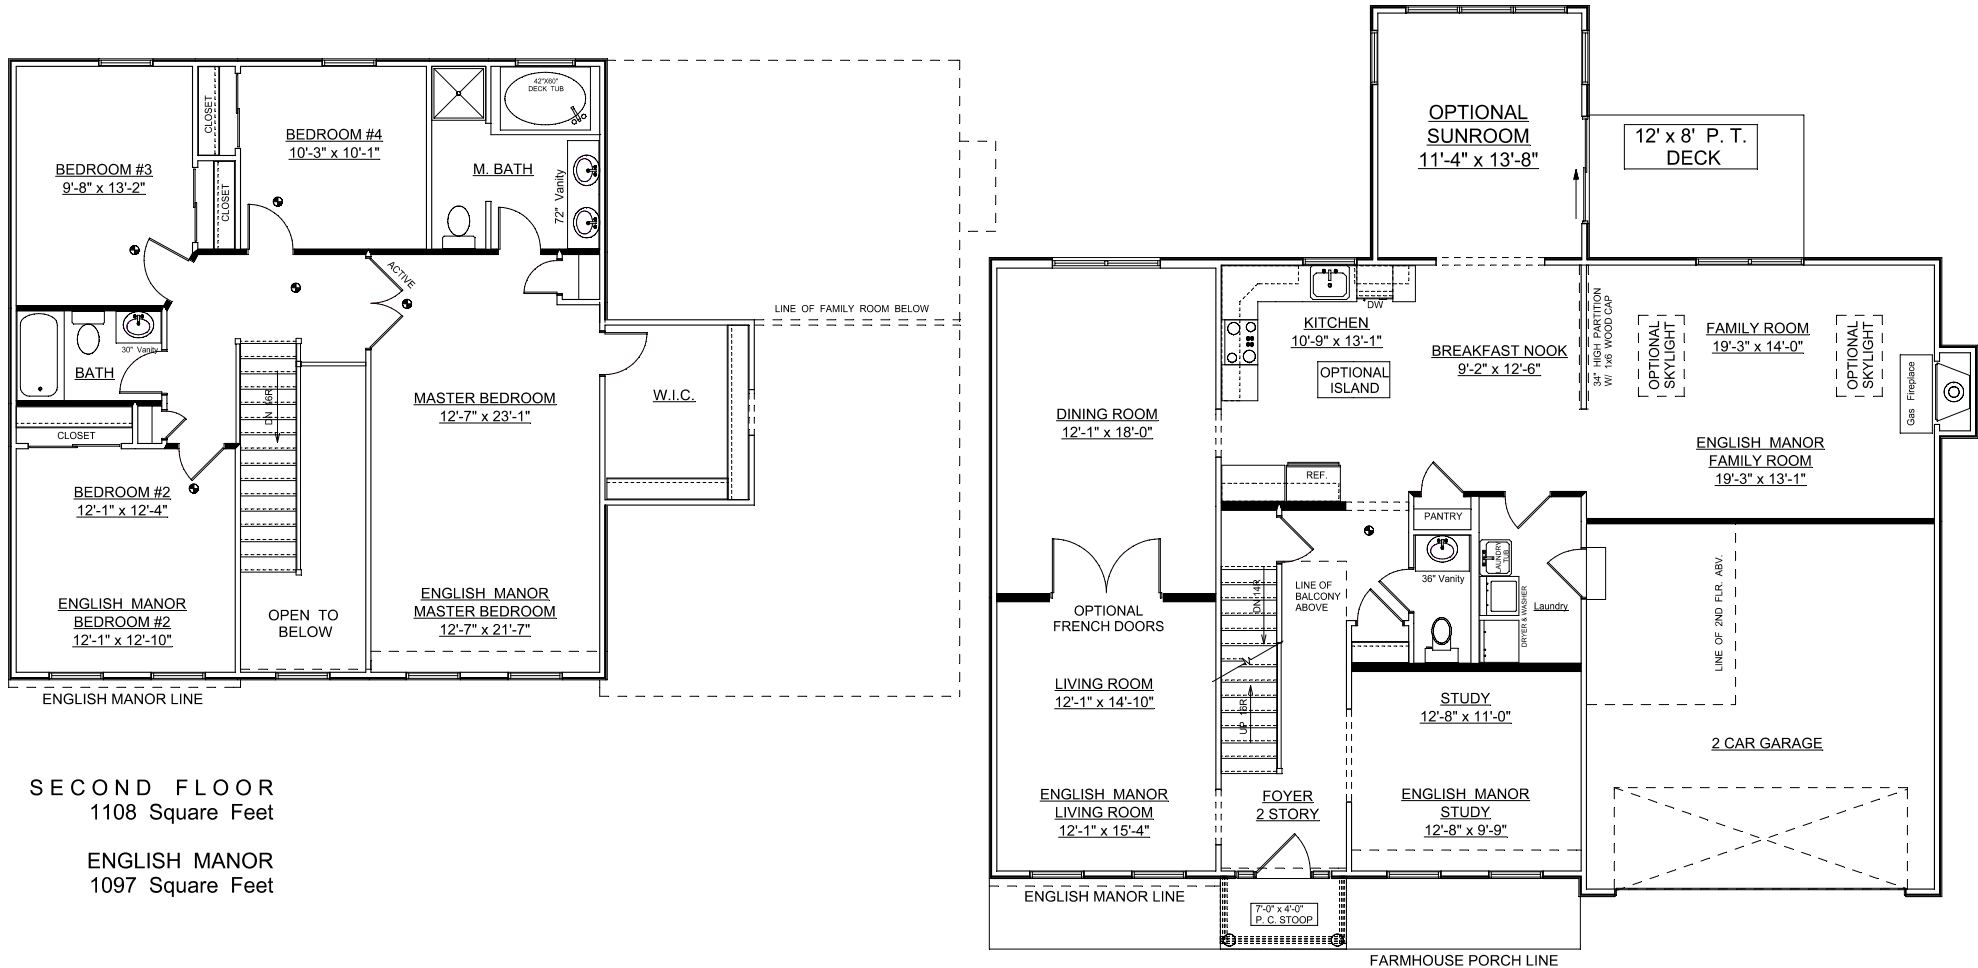 CLOSET
BEDROOM #4
10'-3" x 10'-1"
42"X60"
DECK TUB
BEDROOM #3
9'-8" x 13'-2"
CLOSET
M. BATH
72" Vanity
ACTIVE
30" Vanity
BATH
DN 16R
CLOSET
MASTER BEDROOM
12'-7" x 23'-1"
W.I.C.
LINE OF FAMILY ROOM BELOW
BEDROOM #2
12'-1" x 12'-4"
ENGLISH MANOR
BEDROOM #2
12'-1" x 12'-10"
OPEN TO
BELOW
ENGLISH MANOR
MASTER BEDROOM
12'-7" x 21'-7"
ENGLISH MANOR LINE
SECOND FLOOR
1108 Square Feet
ENGLISH MANOR
1097 Square Feet
OPTIONAL
SUNROOM
11'-4" x 13'-8"
12' x 8' P. T.
DECK
DW
KITCHEN
10'-9" x 13'-1"
OPTIONAL
ISLAND
BREAKFAST NOOK
9'-2" x 12'-6"
34" HIGH PARTITION
W/ 1x6 WOOD CAP
OPTIONAL
SKYLIGHT
FAMILY ROOM
19'-3" x 14'-0"
OPTIONAL
SKYLIGHT
Gas Fireplace
DINING ROOM
12'-1" x 18'-0"
ENGLISH MANOR
FAMILY ROOM
19'-3" x 13'-1"
REF.
PANTRY
LAUNDRY
TUB
36" Vanity
DRYER & WASHER
Laundry
DN 14R
LINE OF
BALCONY
ABOVE
OPTIONAL
FRENCH DOORS
LINE OF 2ND FLR. ABV.
LIVING ROOM
12'-1" x 14'-10"
UP 16R
STUDY
12'-8" x 11'-0"
2 CAR GARAGE
ENGLISH MANOR
LIVING ROOM
12'-1" x 15'-4"
FOYER
2 STORY
ENGLISH MANOR
STUDY
12'-8" x 9'-9"
ENGLISH MANOR LINE
7'-0" x 4'-0"
P. C. STOOP
FARMHOUSE PORCH LINE